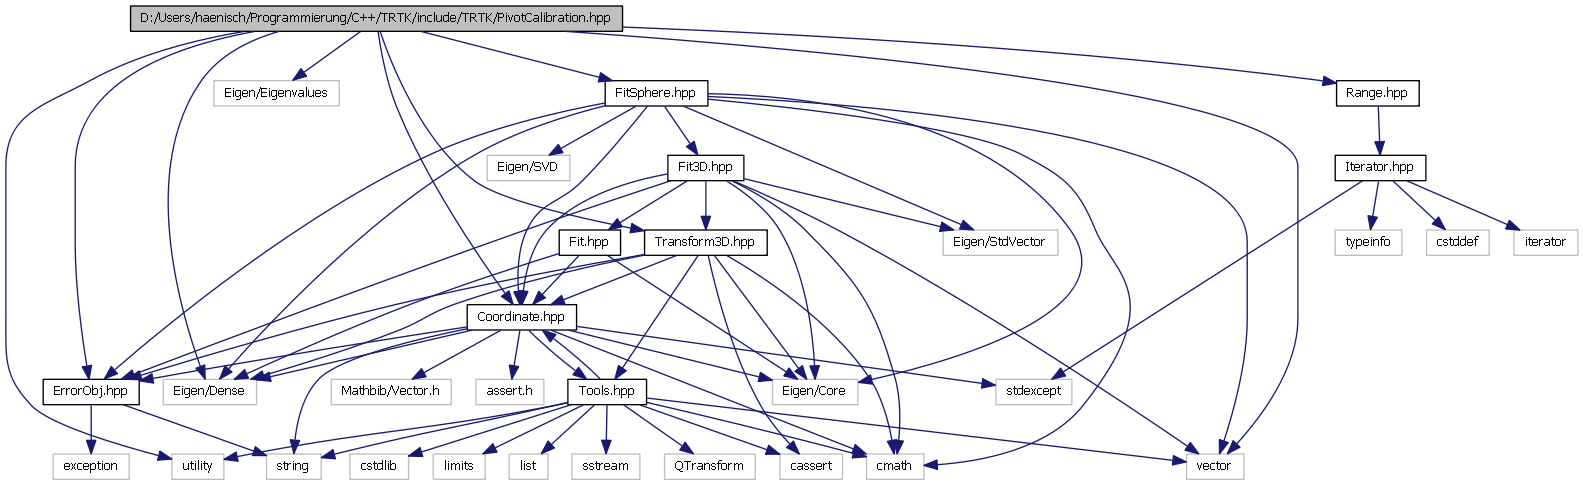 D:/Users/haenisch/Programmierung/C++/TRTK/include/TRTK/PivotCalibration.hpp
Eigen/Eigenvalues
FitSphere.hpp
Range.hpp
Eigen/SVD
Fit3D.hpp
Iterator.hpp
Fit.hpp
Transform3D.hpp
Eigen/StdVector
typeinfo
cstddef
iterator
Coordinate.hpp
ErrorObj.hpp
Eigen/Dense
Mathbib/Vector.h
assert.h
Tools.hpp
Eigen/Core
stdexcept
exception
utility
string
cstdlib
limits
list
sstream
QTransform
cassert
cmath
vector